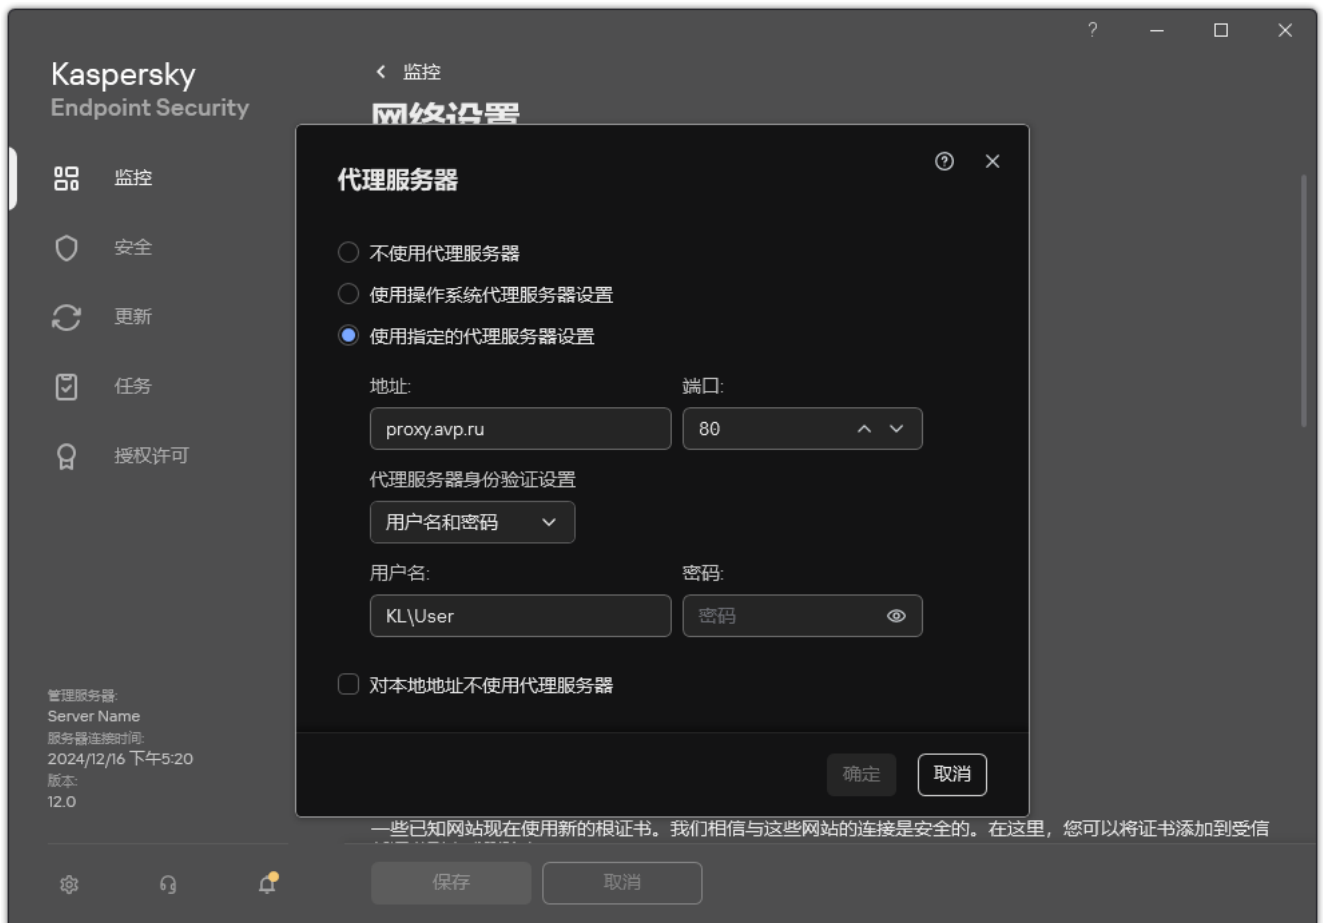 Kaspersky
Endpoint Security
监控
安全
更新
任务
授权许可
管理服务器:
Server Name
服务器连接时间:
2024/12/16 下午5:20
版本:
12.0
监控
网络设置
代理服务器
不使用代理服务器
使用操作系统代理服务器设置
使用指定的代理服务器设置
地址: 端口:
proxy.avp.ru 80
代理服务器身份验证设置
用户名和密码
用户名: 密码:
KL\User 密码
对本地地址不使用代理服务器
确定 取消
一些已知网站现在使用新的根证书。我们相信与这些网站的连接是安全的。在这里，您可以将证书添加到受信
保存 取消